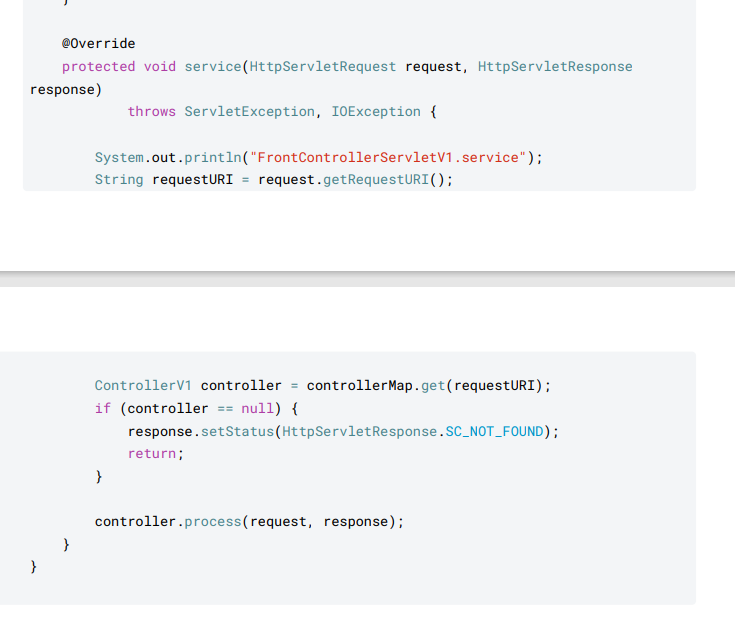 @Override
protected void service(HttpServletRequest request, HttpServletResponse
response)
throws ServletException, IOException {
System.out.println("FrontControllerServletV1.service");
String requestURI = request.getRequestURI();
ControllerV1 controller = controllerMap.get(requestURI);
if (controller == null) {
response.setStatus(HttpServletResponse.SC_NOT_FOUND);
return;
}
controller.process(request, response);
}
}